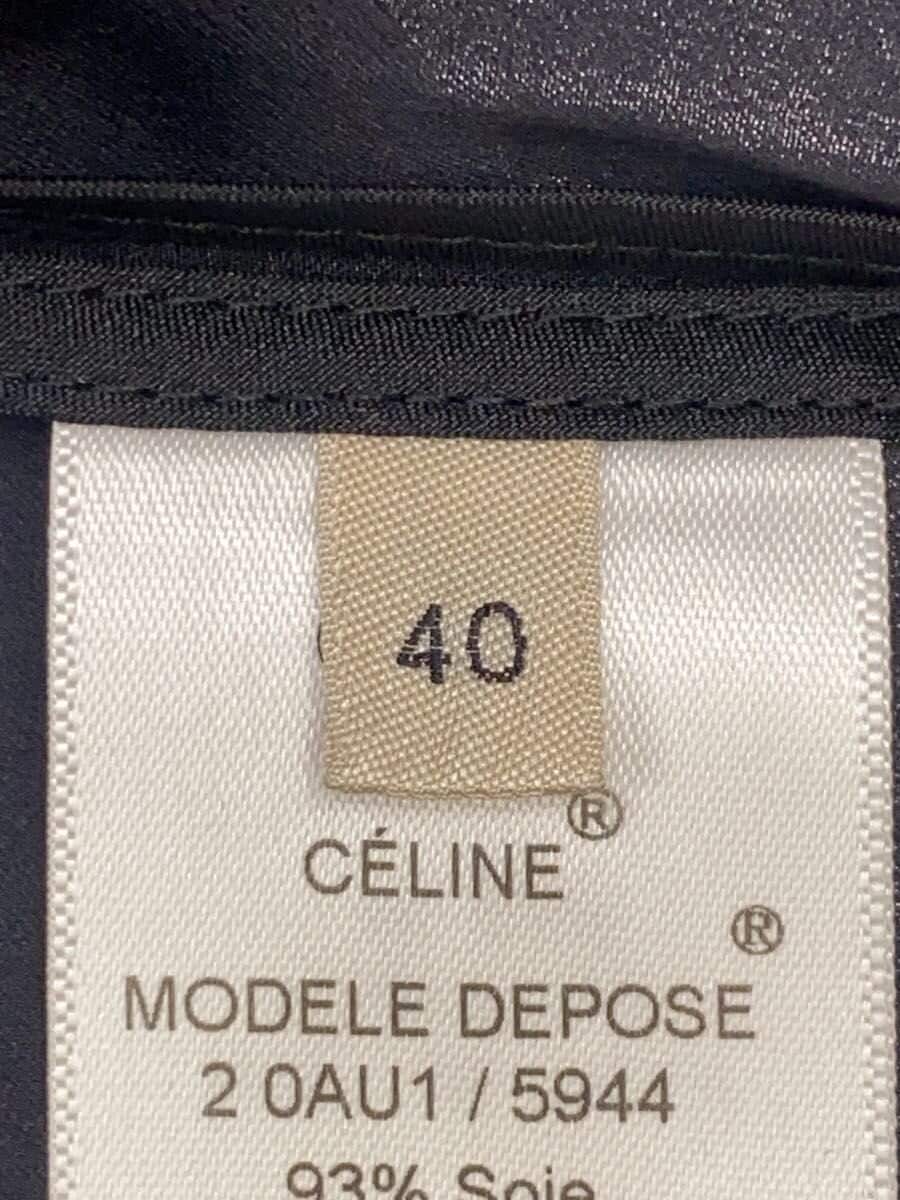 40
CÉLINE®
MODELE DEPOSE®
2 0AU1 / 5944
93% Soie